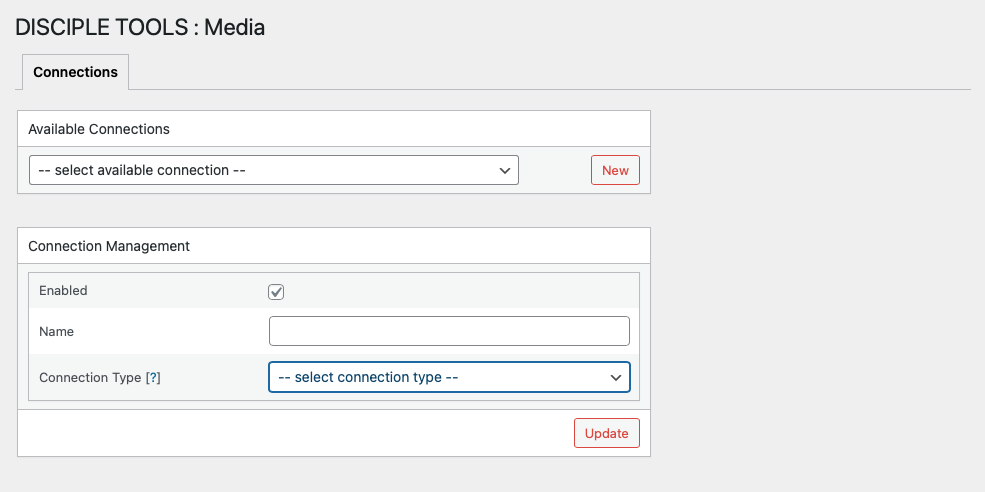 DISCIPLE TOOLS : Media
Connections
Available Connections
-- select available connection --
New
Connection Management
Enabled
Name
Connection Type [?]
-- select connection type --
Update